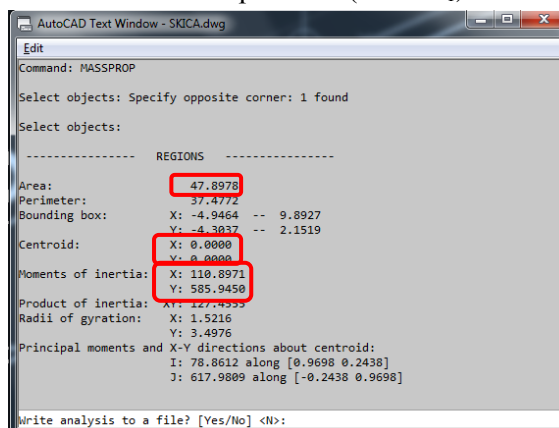 AutoCAD Text Window - SKICA.dwg
Edit
Command: MASSPROP
Select objects: Specify opposite corner: 1 found
Select objects:
---------------- REGIONS ----------------
Area: 47.8978
Perimeter: 37.4772
Bounding box: X: -4.9464 -- 9.8927
Y: -4.3037 -- 2.1519
Centroid: X: 0.0000
Y: 0.0000
Moments of inertia: X: 110.8971
Y: 585.9450
Product of inertia: XY: 127.4555
Radii of gyration: X: 1.5216
Y: 3.4976
Principal moments and X-Y directions about centroid:
I: 78.8612 along [0.9698 0.2438]
J: 617.9809 along [-0.2438 0.9698]
Write analysis to a file? [Yes/No] <N>: